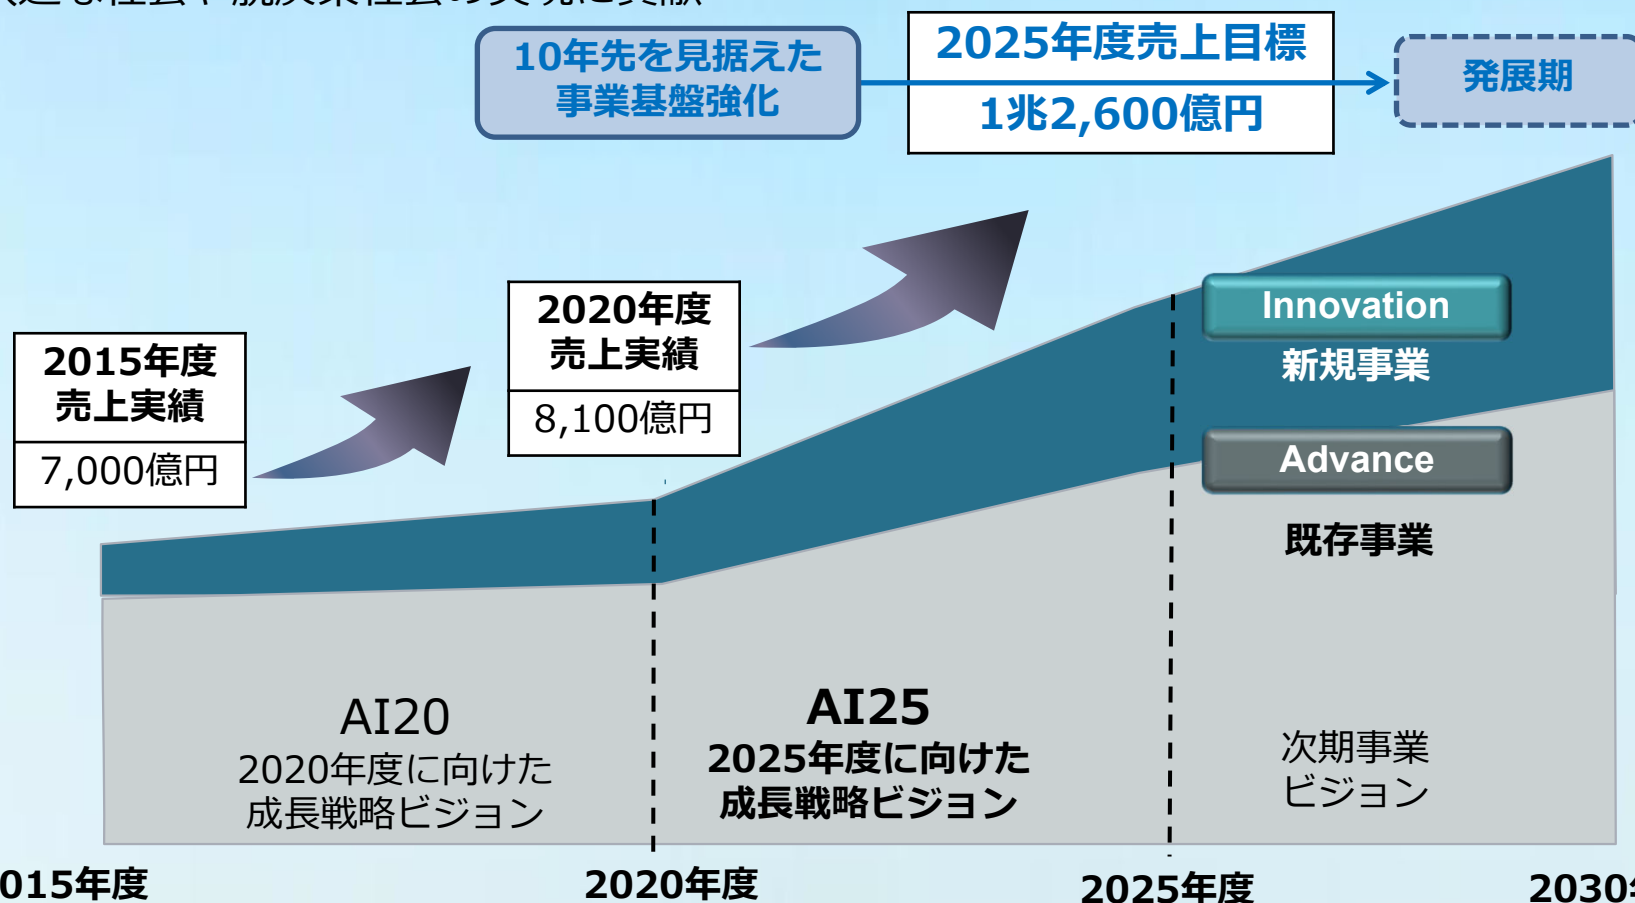 10年先を見据えた
事業基盤強化
2025年度売上目標
1兆2,600億円
発展期
2015年度
売上実績
7,000億円
2020年度
売上実績
8,100億円
Innovation
新規事業
Advance
既存事業
AI20
2020年度に向けた
成長戦略ビジョン
AI25
2025年度に向けた
成長戦略ビジョン
次期事業
ビジョン
015年度
2020年度
2025年度
2030